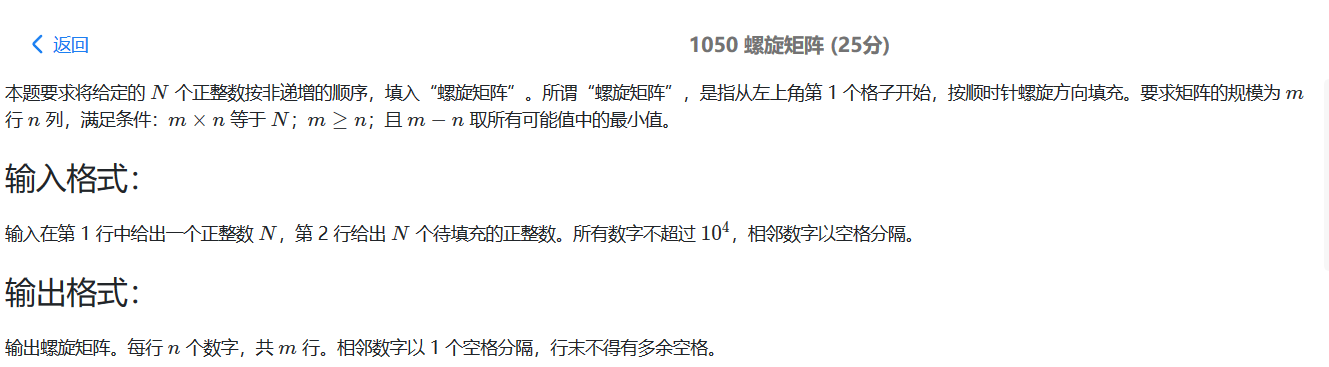 返回
1050 螺旋矩阵 (25分)
本题要求将给定的 N 个正整数按非递增的顺序，填入“螺旋矩阵”。所谓“螺旋矩阵”，是指从左上角第 1 个格子开始，按顺时针螺旋方向填充。要求矩阵的规模为 m
行 n 列，满足条件：m × n 等于 N；m ≥ n；且 m − n 取所有可能值中的最小值。
输入格式：
输入在第 1 行中给出一个正整数 N，第 2 行给出 N 个待填充的正整数。所有数字不超过 10⁴，相邻数字以空格分隔。
输出格式：
输出螺旋矩阵。每行 n 个数字，共 m 行。相邻数字以 1 个空格分隔，行末不得有多余空格。